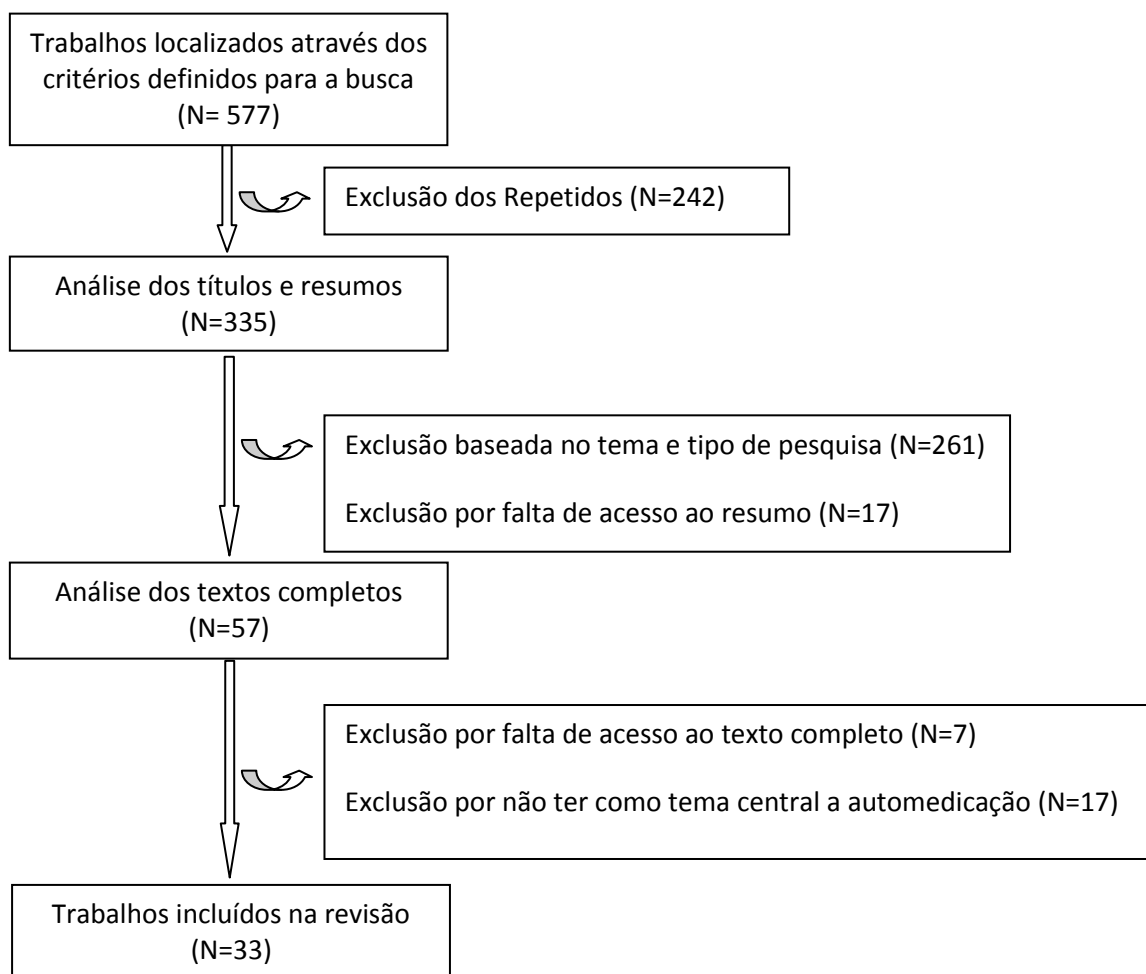 Trabalhos localizados através dos
critérios definidos para a busca
(N= 577)
Exclusão dos Repetidos (N=242)
Análise dos títulos e resumos
(N=335)
Exclusão baseada no tema e tipo de pesquisa (N=261)
Exclusão por falta de acesso ao resumo (N=17)
Análise dos textos completos
(N=57)
Exclusão por falta de acesso ao texto completo (N=7)
Exclusão por não ter como tema central a automedicação (N=17)
Trabalhos incluídos na revisão
(N=33)